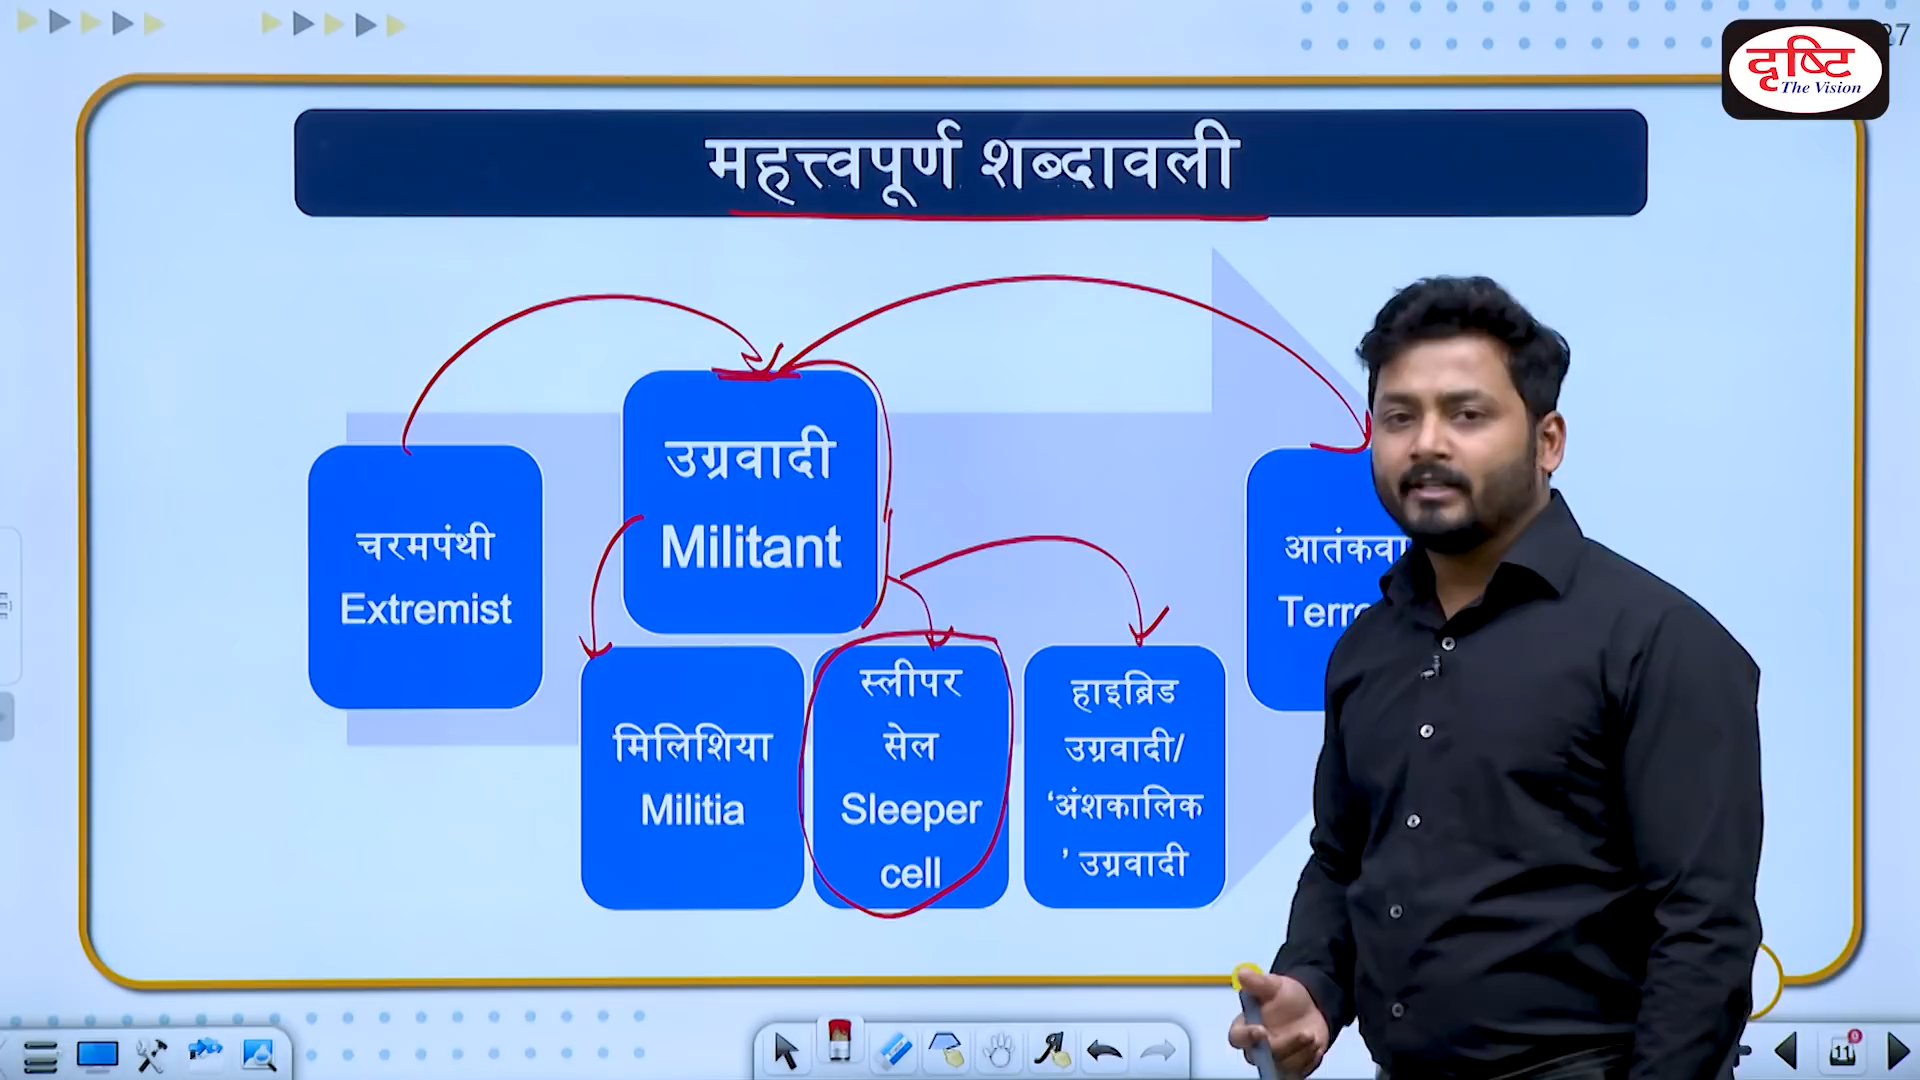 दृष्टि
The Vision
महत्त्वपूर्ण शब्दावली
चरमपंथी
Extremist
उग्रवादी
Militant
मिलिशिया
Militia
स्लीपर
सेल
Sleeper
cell
हाइब्रिड
उग्रवादी/
‘अंशकालिक
’ उग्रवादी
11